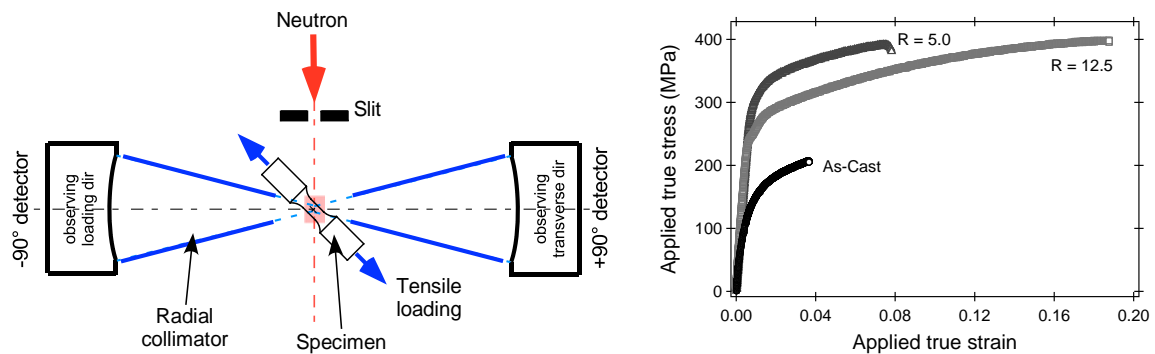 Neutron
Slit
-90° detector
observing
loading dir
observing
transverse dir
+90° detector
Radial
collimator
Specimen
Tensile
loading
Applied true stress (MPa)
400
300
200
100
0
R = 5.0
R = 12.5
As-Cast
0.00
0.04
0.08
0.12
0.16
0.20
Applied true strain